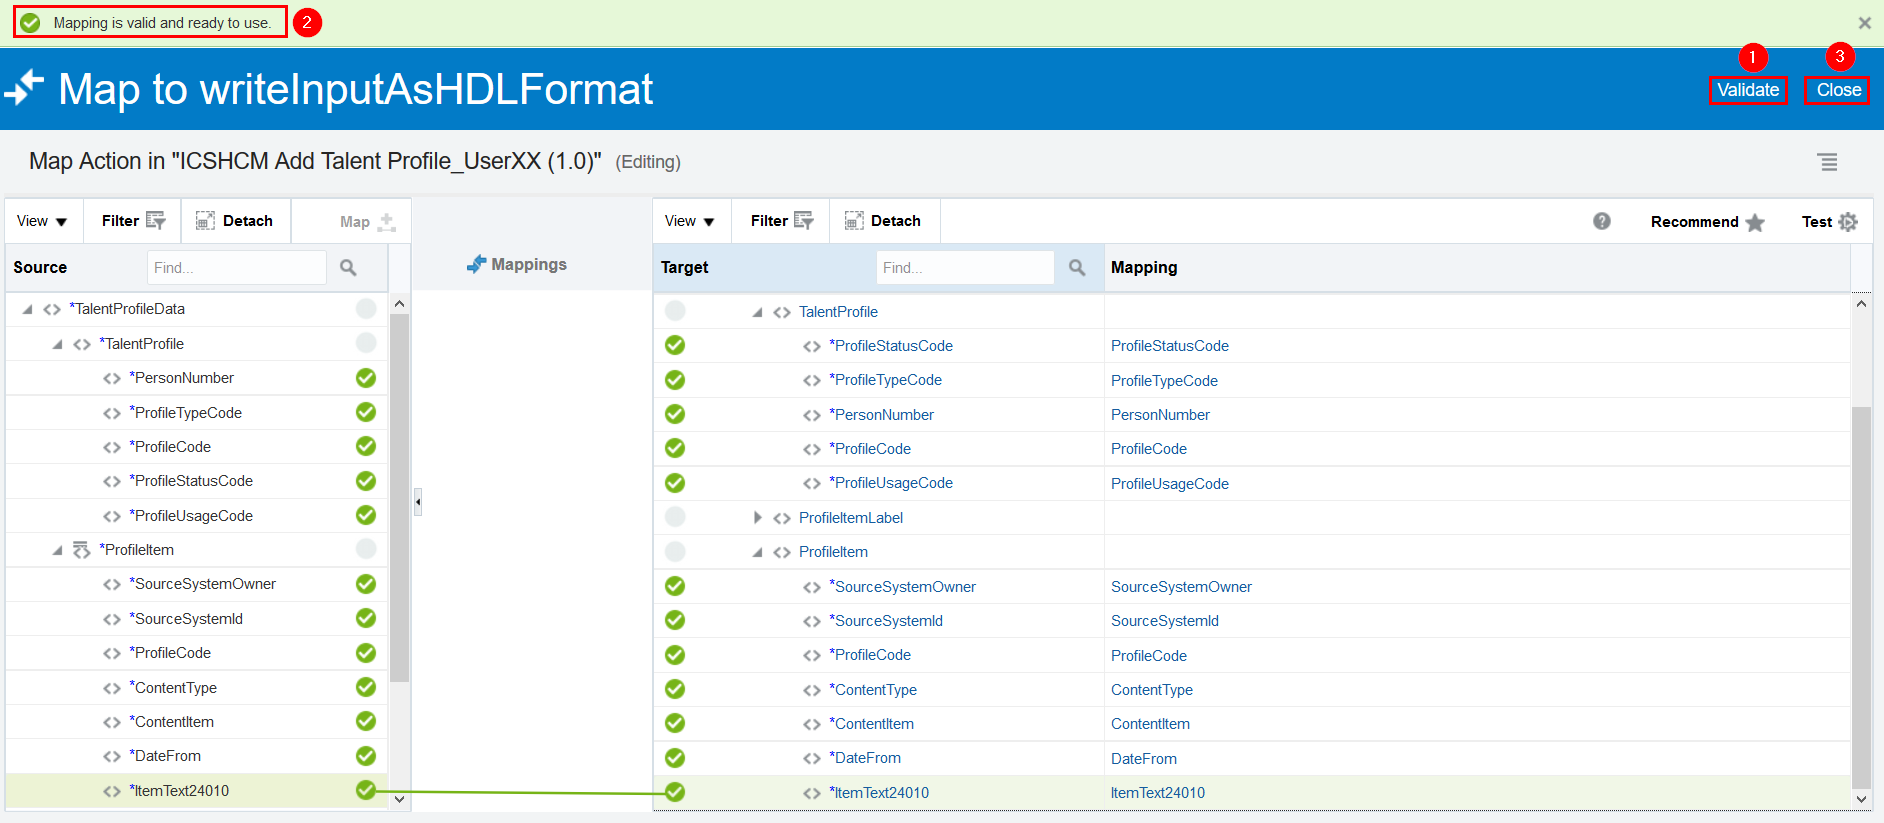 Mapping is valid and ready to use.
2
1
3
Map to writeInputAsHDLFormat
Validate
Close
Map Action in "ICSHCM Add Talent Profile_UserXX (1.0)" (Editing)
View Filter Detach Map
View Filter Detach ? Recommend Test
Source Find...
Mappings
Target Find... Mapping
*TalentProfileData
*TalentProfile
*PersonNumber
*ProfileTypeCode
*ProfileCode
*ProfileStatusCode
*ProfileUsageCode
*ProfileItem
*SourceSystemOwner
*SourceSystemId
*ProfileCode
*ContentType
*ContentItem
*DateFrom
*ItemText24010
TalentProfile
*ProfileStatusCode ProfileStatusCode
*ProfileTypeCode ProfileTypeCode
*PersonNumber PersonNumber
*ProfileCode ProfileCode
*ProfileUsageCode ProfileUsageCode
ProfileItemLabel
ProfileItem
*SourceSystemOwner SourceSystemOwner
*SourceSystemId SourceSystemId
*ProfileCode ProfileCode
*ContentType ContentType
*ContentItem ContentItem
*DateFrom DateFrom
*ItemText24010 ItemText24010